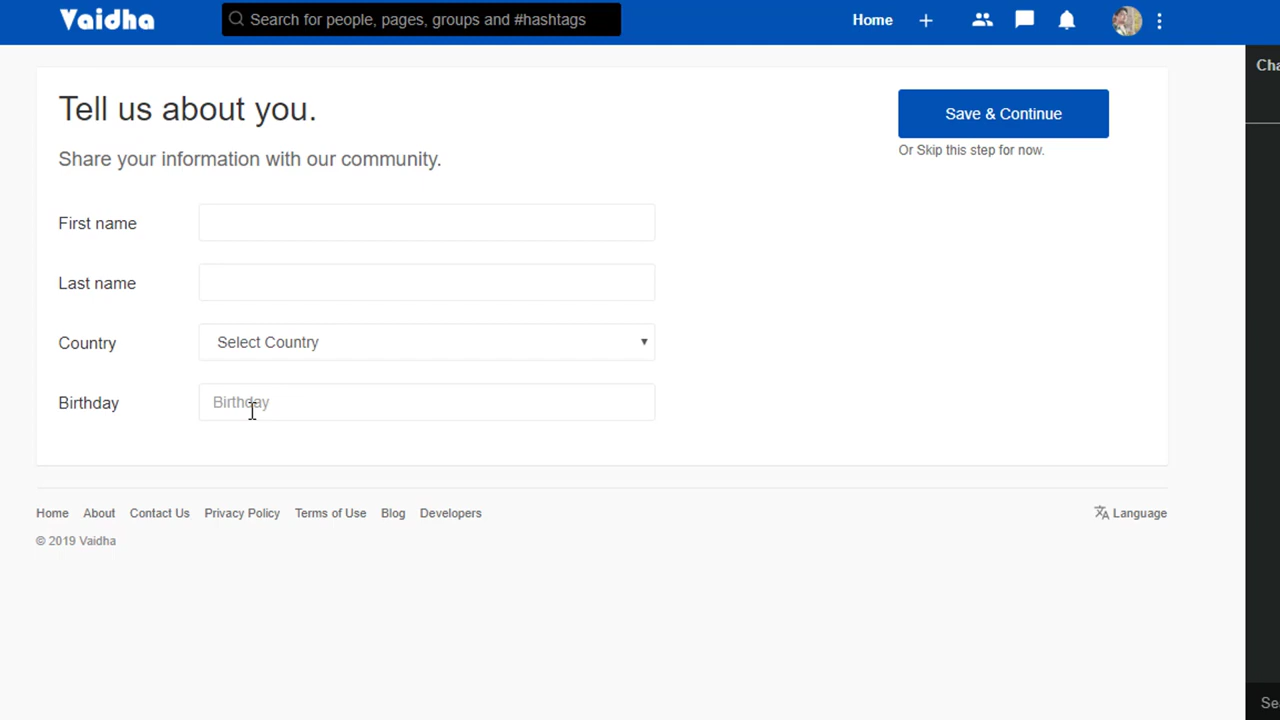 Vaidha
Search for people, pages, groups and #hashtags
Home
Tell us about you.
Save & Continue
Share your information with our community.
Or Skip this step for now.
First name
Last name
Country
Select Country
Birthday
Birthday
Home About Contact Us Privacy Policy Terms of Use Blog Developers
Language
© 2019 Vaidha